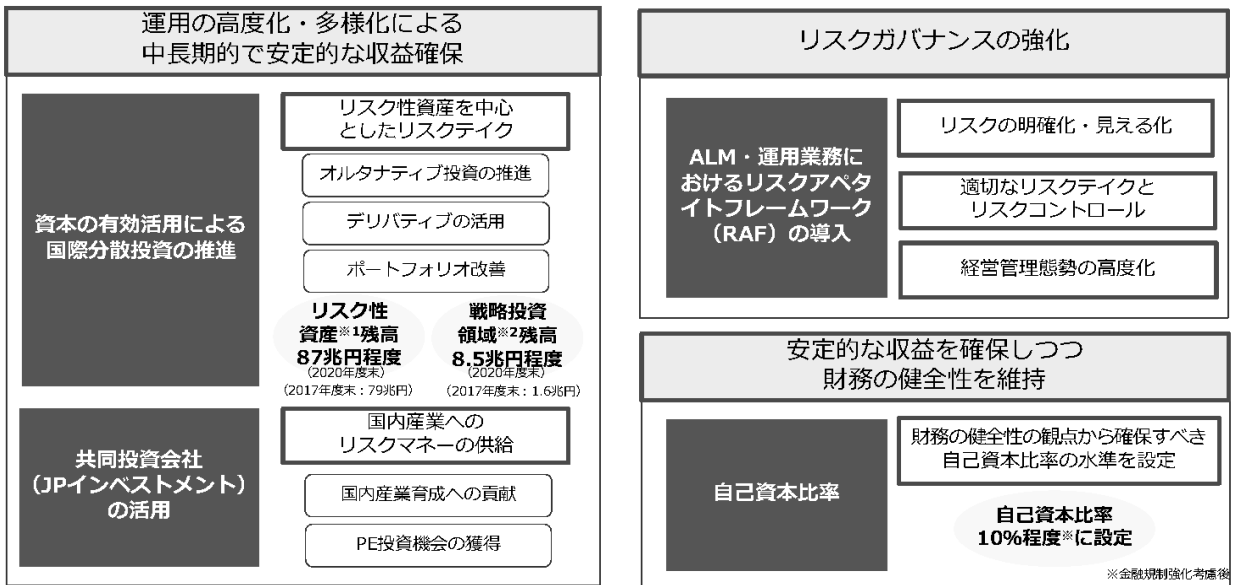 運用の高度化・多様化による
中長期的で安定的な収益確保
資本の有効活用による
国際分散投資の推進
リスク性資産を中心
としたリスクテイク
オルタナティブ投資の推進
デリバティブの活用
ポートフォリオ改善
リスク性
資産※1残高
87兆円程度
(2020年度末)
(2017年度末：79兆円)
戦略投資
領域※2残高
8.5兆円程度
(2020年度末)
(2017年度末：1.6兆円)
共同投資会社
（JPインベストメント）
の活用
国内産業への
リスクマネーの供給
国内産業育成への貢献
PE投資機会の獲得
リスクガバナンスの強化
ALM・運用業務に
おけるリスクアペタ
イトフレームワーク
（RAF）の導入
リスクの明確化・見える化
適切なリスクテイクと
リスクコントロール
経営管理態勢の高度化
安定的な収益を確保しつつ
財務の健全性を維持
自己資本比率
財務の健全性の観点から確保すべき
自己資本比率の水準を設定
自己資本比率
10%程度※に設定
※金融規制強化考慮後